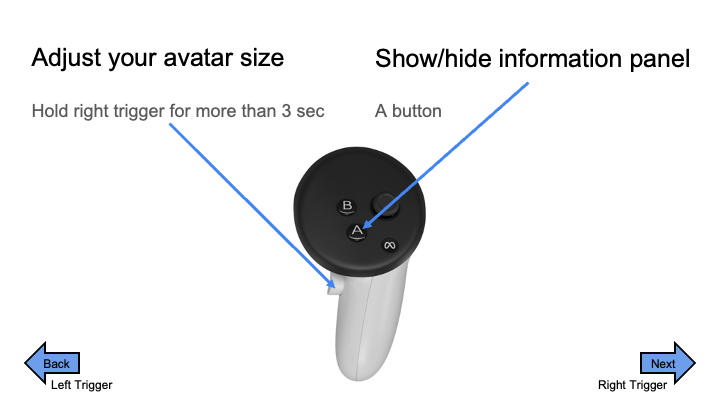 Adjust your avatar size
Show/hide information panel
Hold right trigger for more than 3 sec
A button
B
A
Back
Left Trigger
Next
Right Trigger